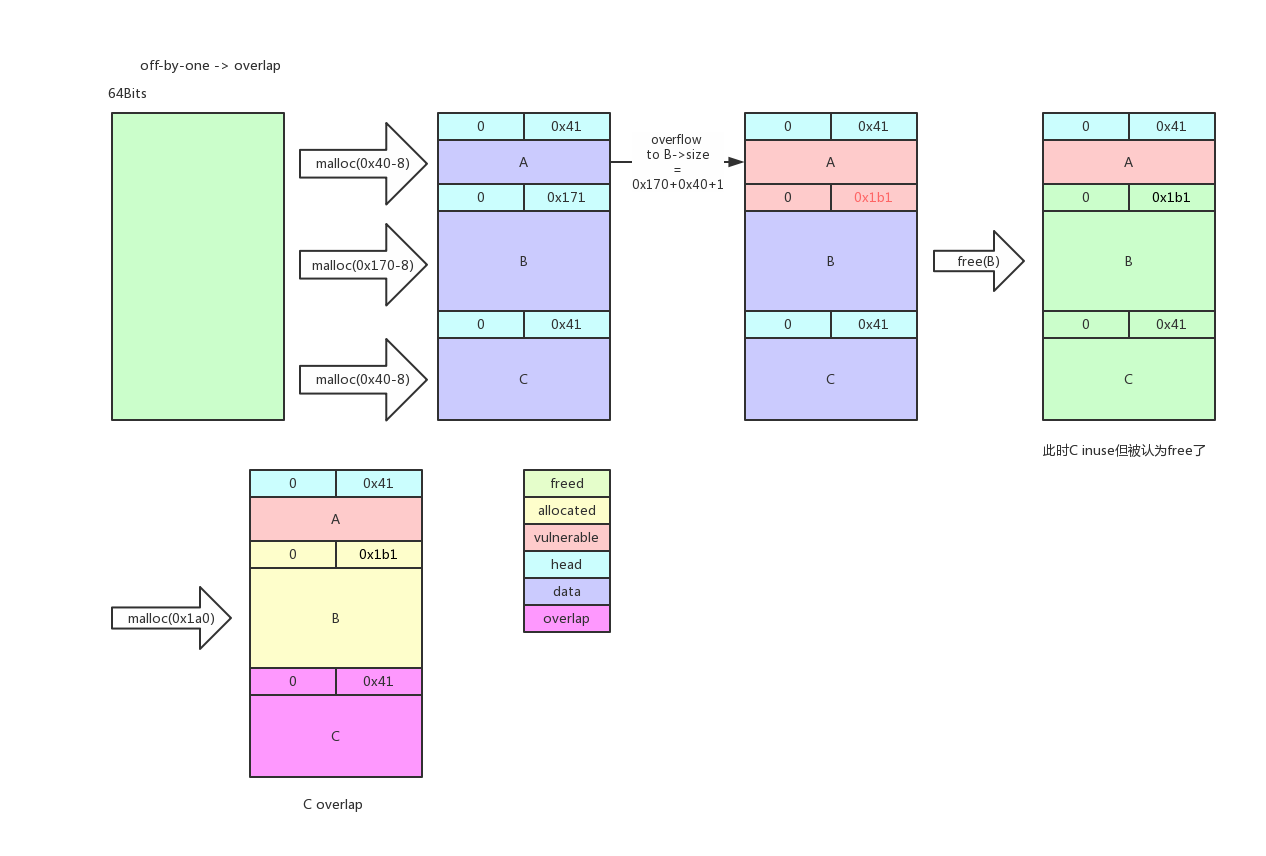 off-by-one -> overlap
64Bits
malloc(0x40-8)
malloc(0x170-8)
malloc(0x40-8)
0 0x41
A
0 0x171
B
0 0x41
C
overflow
to B->size
=
0x170+0x40+1
0 0x41
A
0 0x1b1
B
0 0x41
C
free(B)
0 0x41
A
0 0x1b1
B
0 0x41
C
此时C inuse但被认为free了
malloc(0x1a0)
0 0x41
A
0 0x1b1
B
0 0x41
C
C overlap
freed
allocated
vulnerable
head
data
overlap